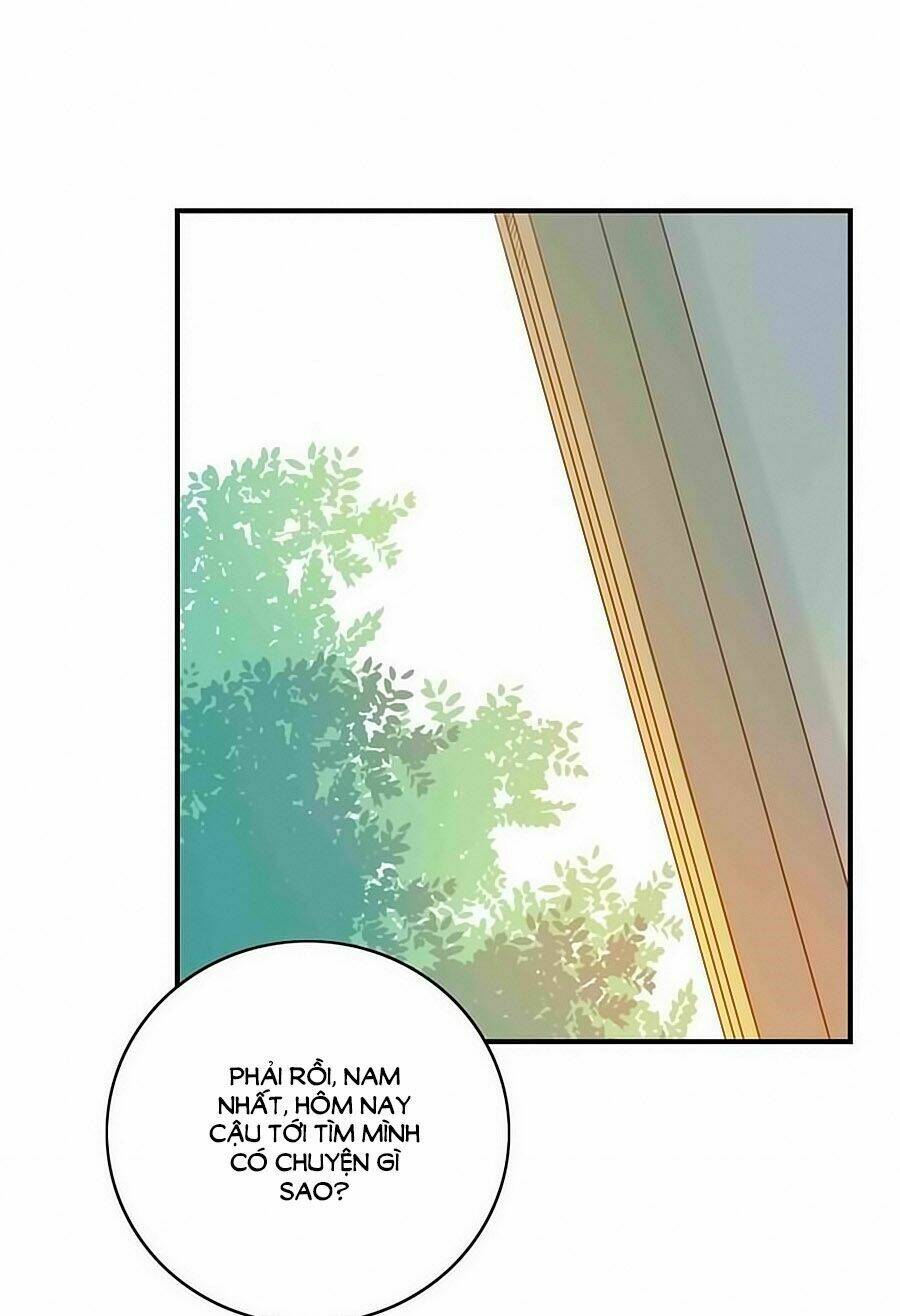 PHẢI RỒI, NAM
NHẤT, HÔM NAY
CẬU TỚI TÌM MÌNH
CÓ CHUYỆN GÌ
SAO?